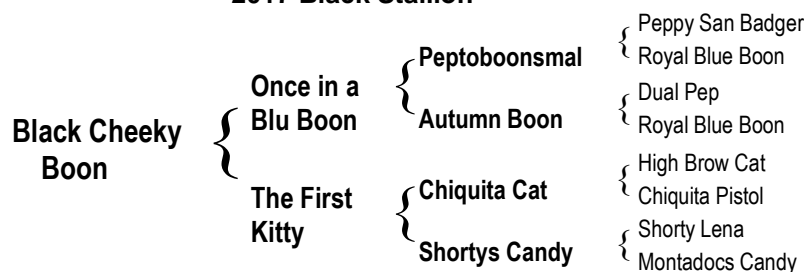 2017 Black Stallion
Peppy San Badger
Peptoboonsmal
Royal Blue Boon
Once in a
Blu Boon
Dual Pep
Autumn Boon
Royal Blue Boon
Black Cheeky
Boon
High Brow Cat
Chiquita Cat
Chiquita Pistol
The First
Kitty
Shorty Lena
Shortys Candy
Montadocs Candy